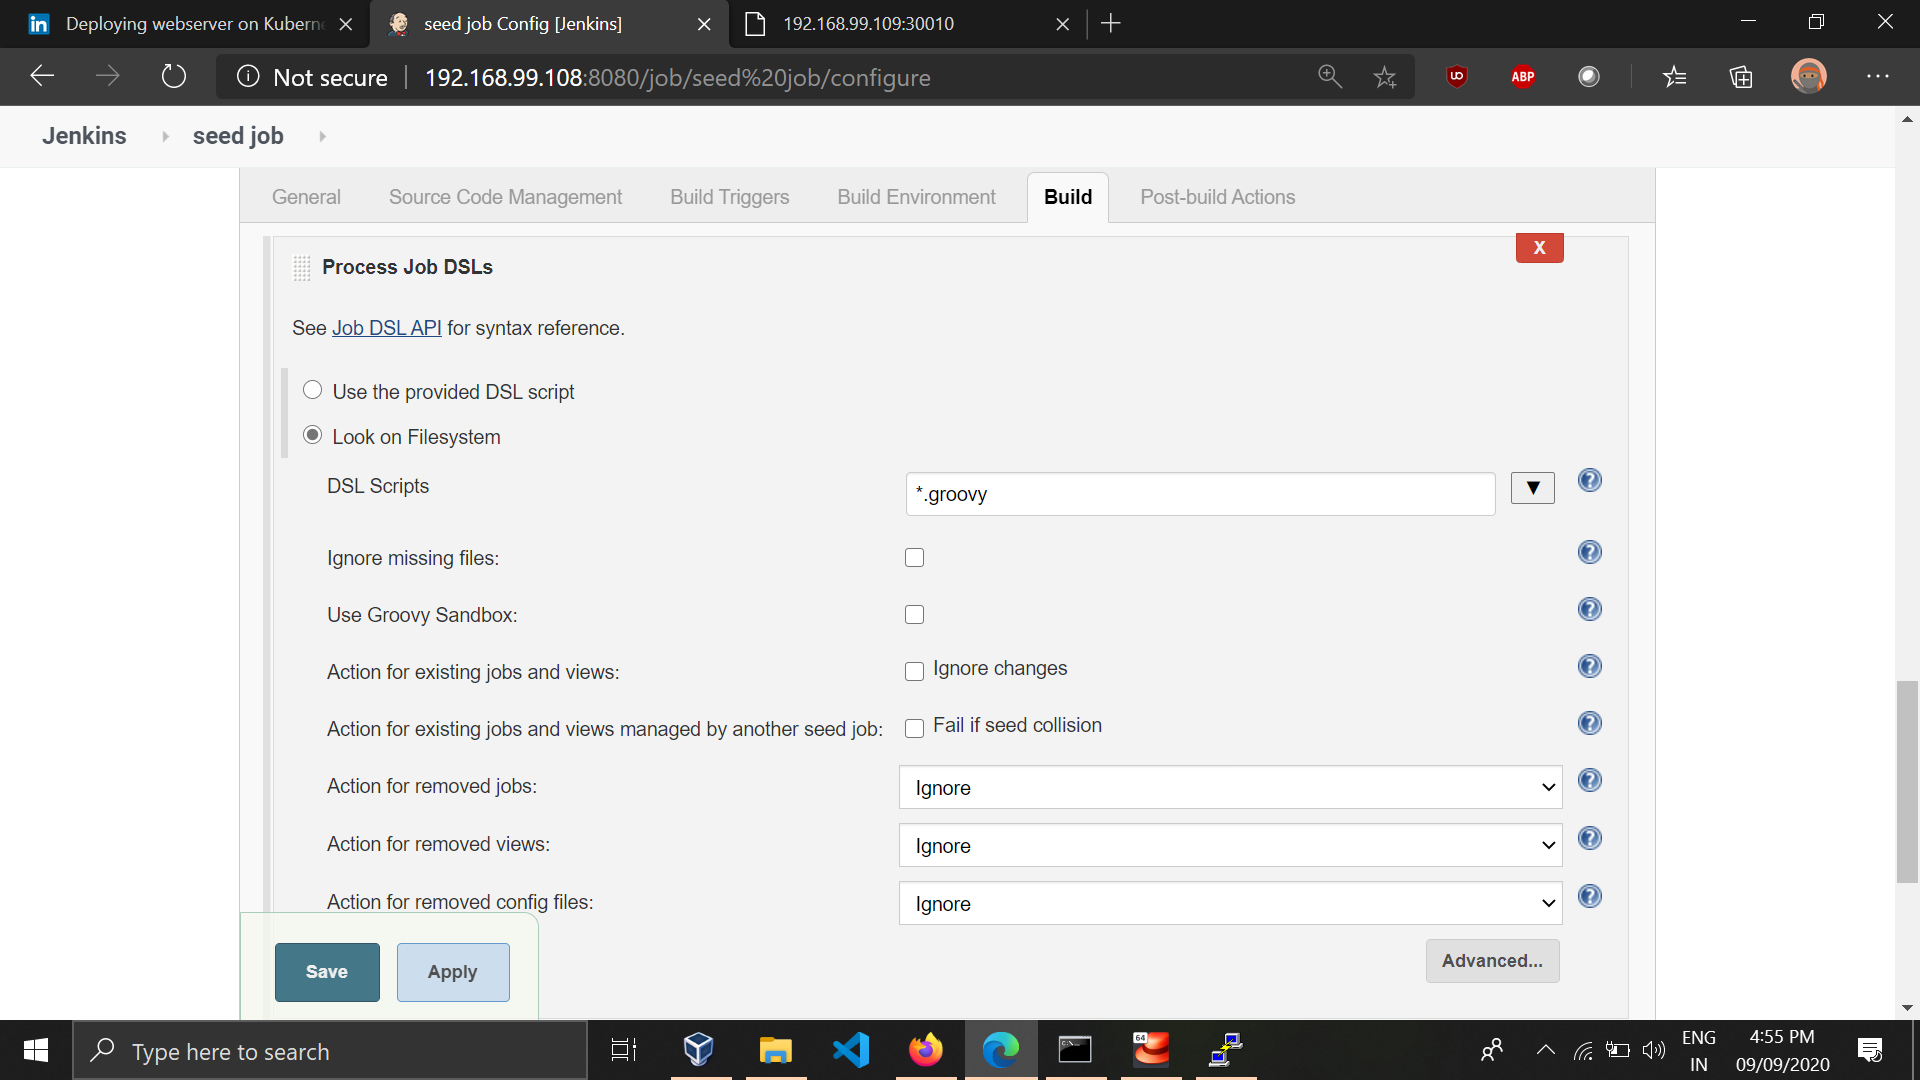 Deploying webserver on Kuberne
seed job Config [Jenkins]
192.168.99.109:30010
Not secure
192.168.99.108:8080/job/seed%20job/configure
ABP
Jenkins
seed job
General
Source Code Management
Build Triggers
Build Environment
Build
Post-build Actions
X
Process Job DSLs
See Job DSL API for syntax reference.
Use the provided DSL script
Look on Filesystem
DSL Scripts
*.groovy
Ignore missing files:
Use Groovy Sandbox:
Action for existing jobs and views:
Ignore changes
Action for existing jobs and views managed by another seed job:
Fail if seed collision
Action for removed jobs:
Ignore
Action for removed views:
Ignore
Action for removed config files:
Ignore
Advanced...
Save
Apply
Type here to search
64
ENG
IN
4:55 PM
09/09/2020